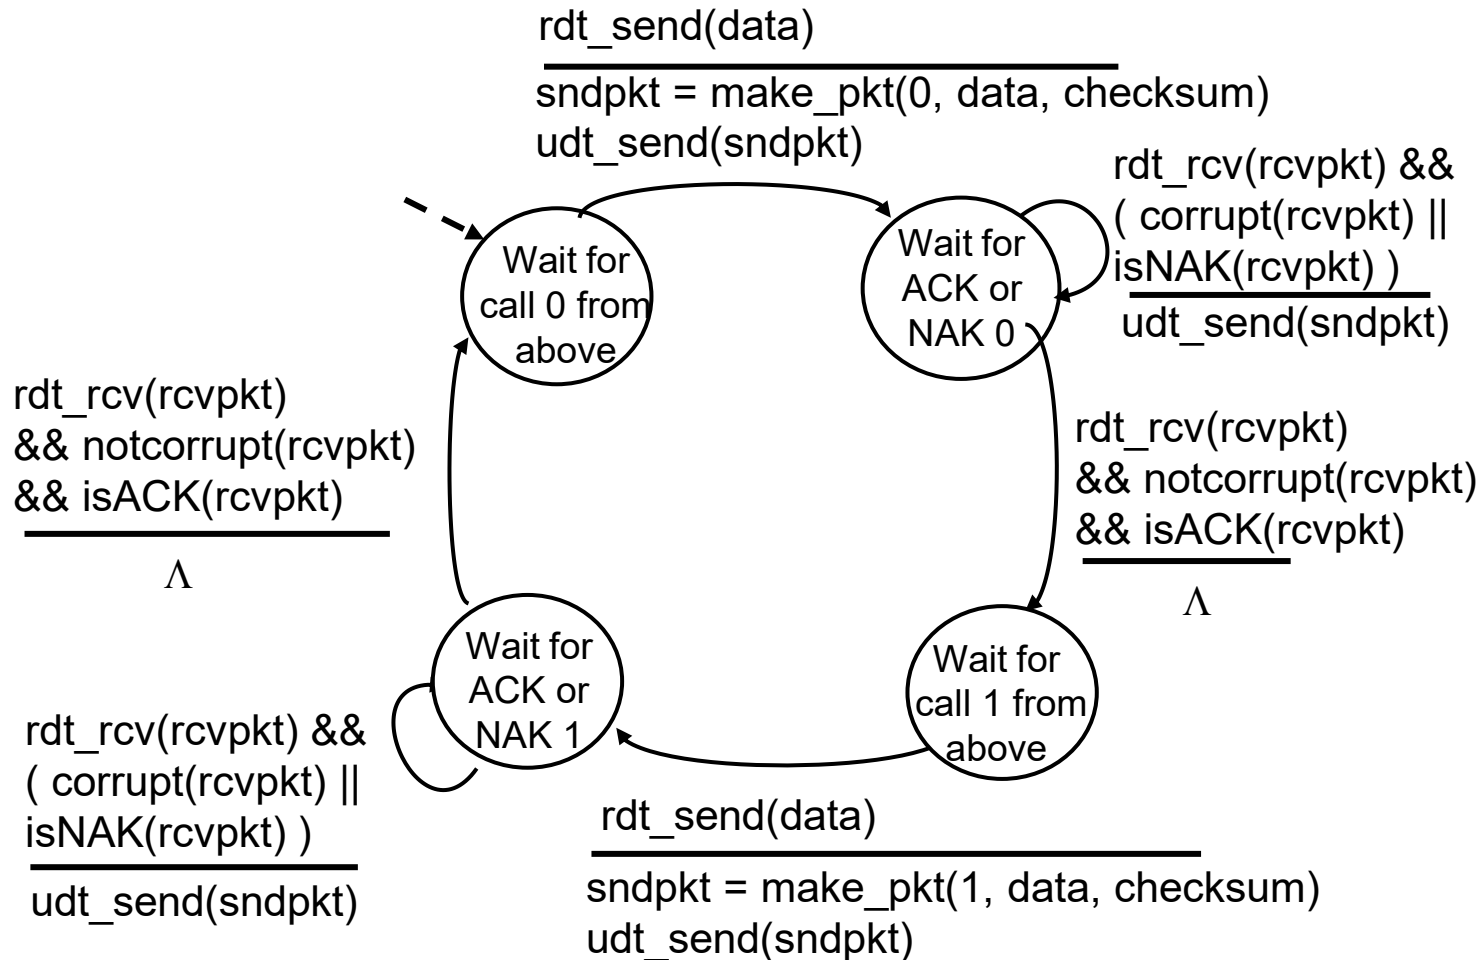 rdt_send(data)
sndpkt = make_pkt(0, data, checksum)
udt_send(sndpkt)
rdt_rcv(rcvpkt) &&
( corrupt(rcvpkt) ||
isNAK(rcvpkt) )
udt_send(sndpkt)
Wait for
call 0 from
above
Wait for
ACK or
NAK 0
rdt_rcv(rcvpkt)
&& notcorrupt(rcvpkt)
&& isACK(rcvpkt)
Λ
rdt_rcv(rcvpkt)
&& notcorrupt(rcvpkt)
&& isACK(rcvpkt)
Λ
Wait for
ACK or
NAK 1
Wait for
call 1 from
above
rdt_rcv(rcvpkt) &&
( corrupt(rcvpkt) ||
isNAK(rcvpkt) )
udt_send(sndpkt)
rdt_send(data)
sndpkt = make_pkt(1, data, checksum)
udt_send(sndpkt)